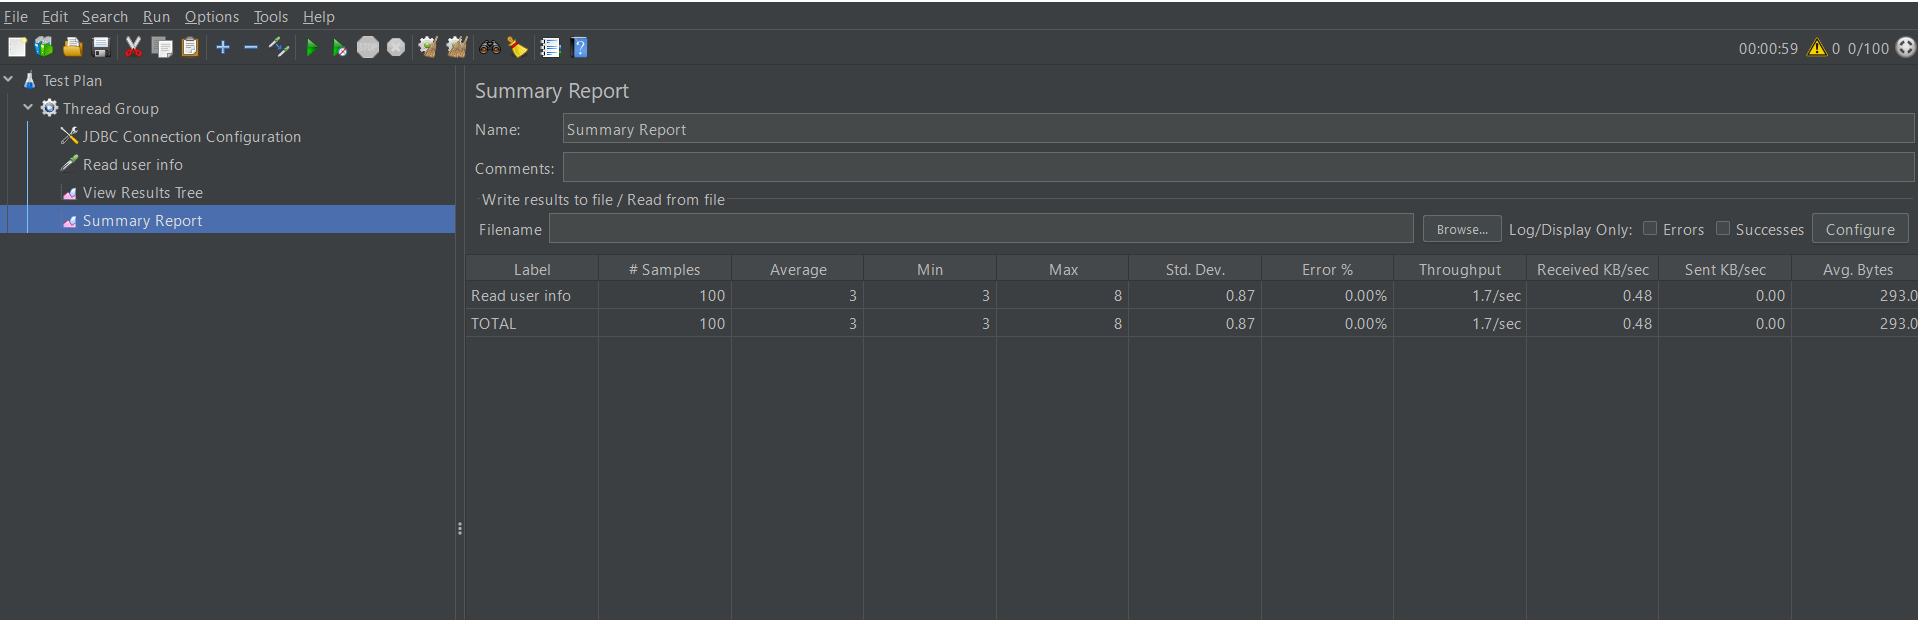 File Edit Search Run Options Tools Help
00:00:59 0 0/100
Test Plan
Thread Group
JDBC Connection Configuration
Read user info
View Results Tree
Summary Report
Summary Report
Name: Summary Report
Comments:
Write results to file / Read from file
Filename Browse... Log/Display Only: Errors Successes Configure
Label # Samples Average Min Max Std. Dev. Error % Throughput Received KB/sec Sent KB/sec Avg. Bytes
Read user info 100 3 3 8 0.87 0.00% 1.7/sec 0.48 0.00 293.0
TOTAL 100 3 3 8 0.87 0.00% 1.7/sec 0.48 0.00 293.0